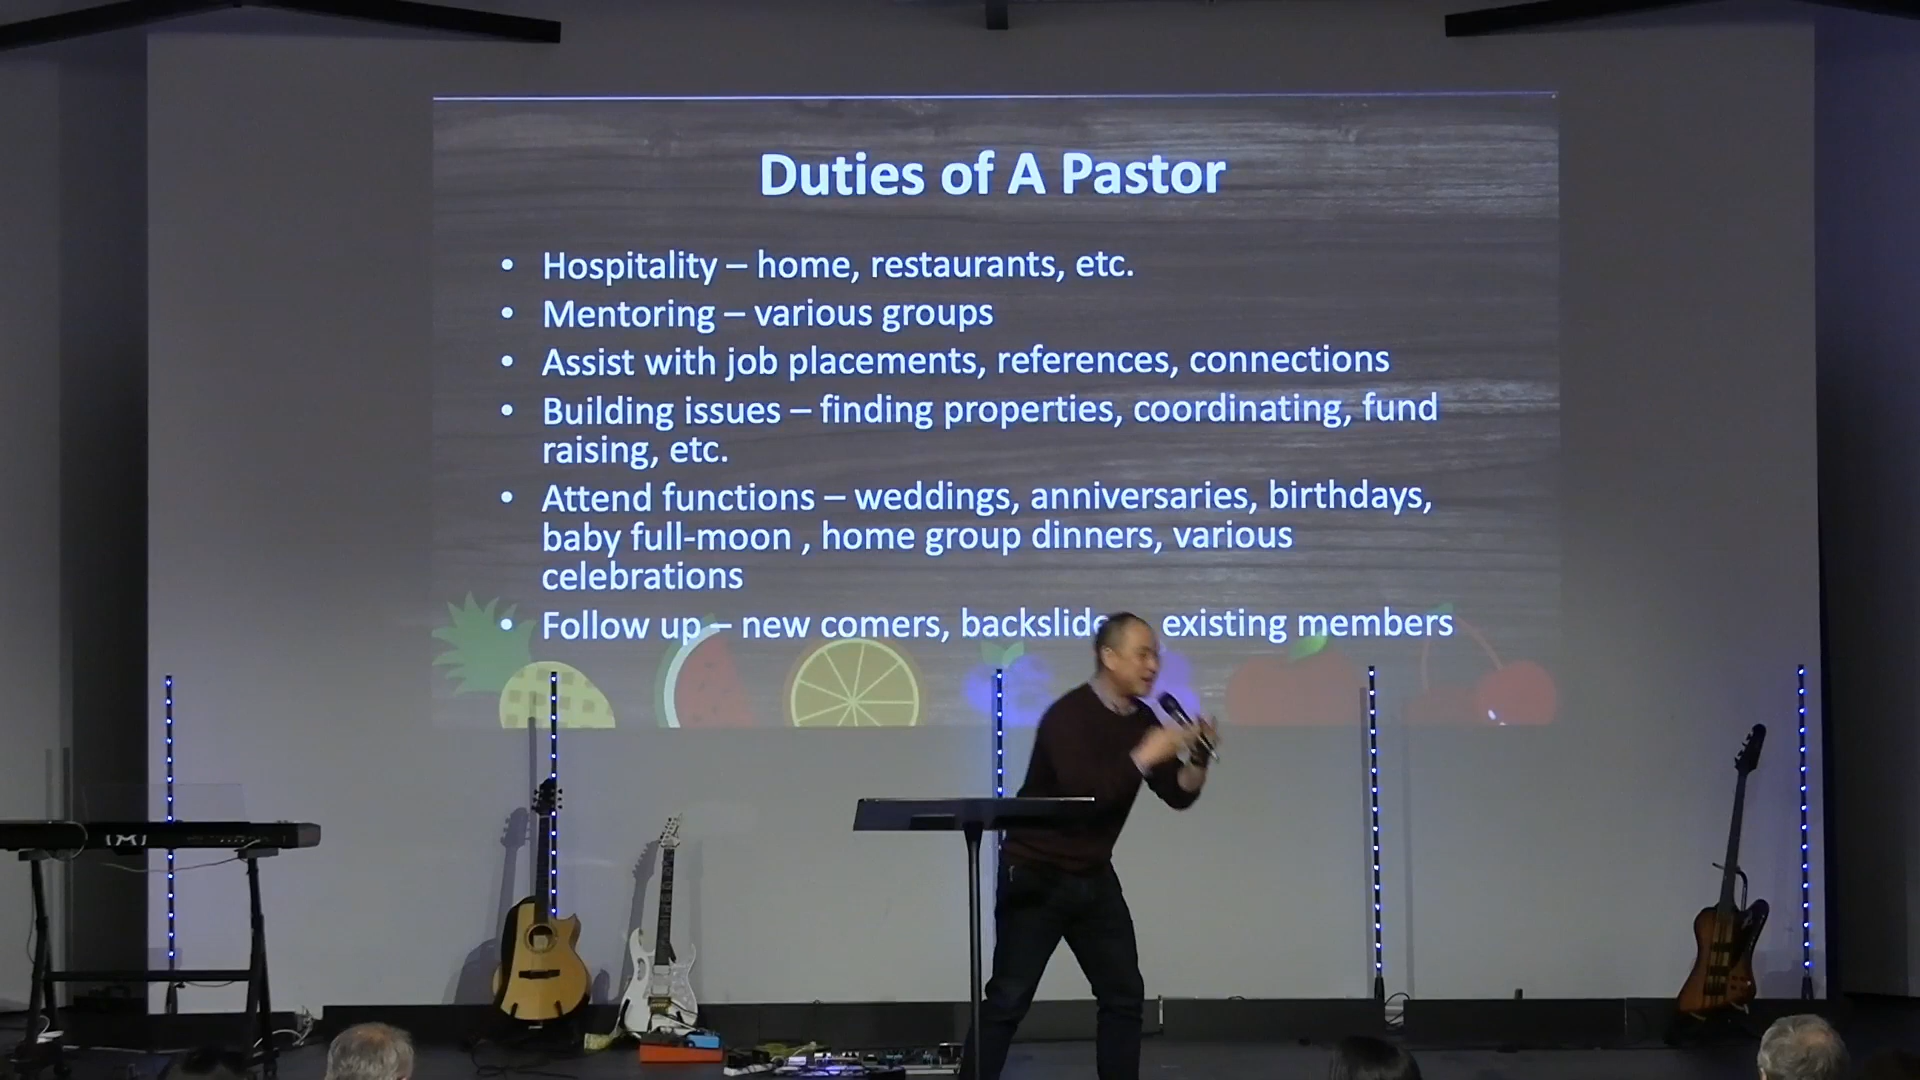 Duties of A Pastor
• Hospitality – home, restaurants, etc.
• Mentoring – various groups
• Assist with job placements, references, connections
• Building issues – finding properties, coordinating, fund
raising, etc.
• Attend functions – weddings, anniversaries, birthdays,
baby full-moon , home group dinners, various
celebrations
• Follow up – new comers, existing members